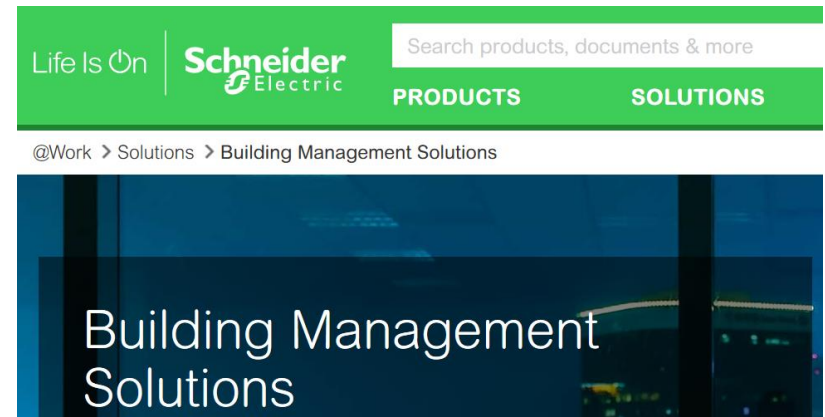 Life Is On
Schneider
Electric
Search products, documents & more
PRODUCTS SOLUTIONS
@Work > Solutions > Building Management Solutions
Building Management
Solutions